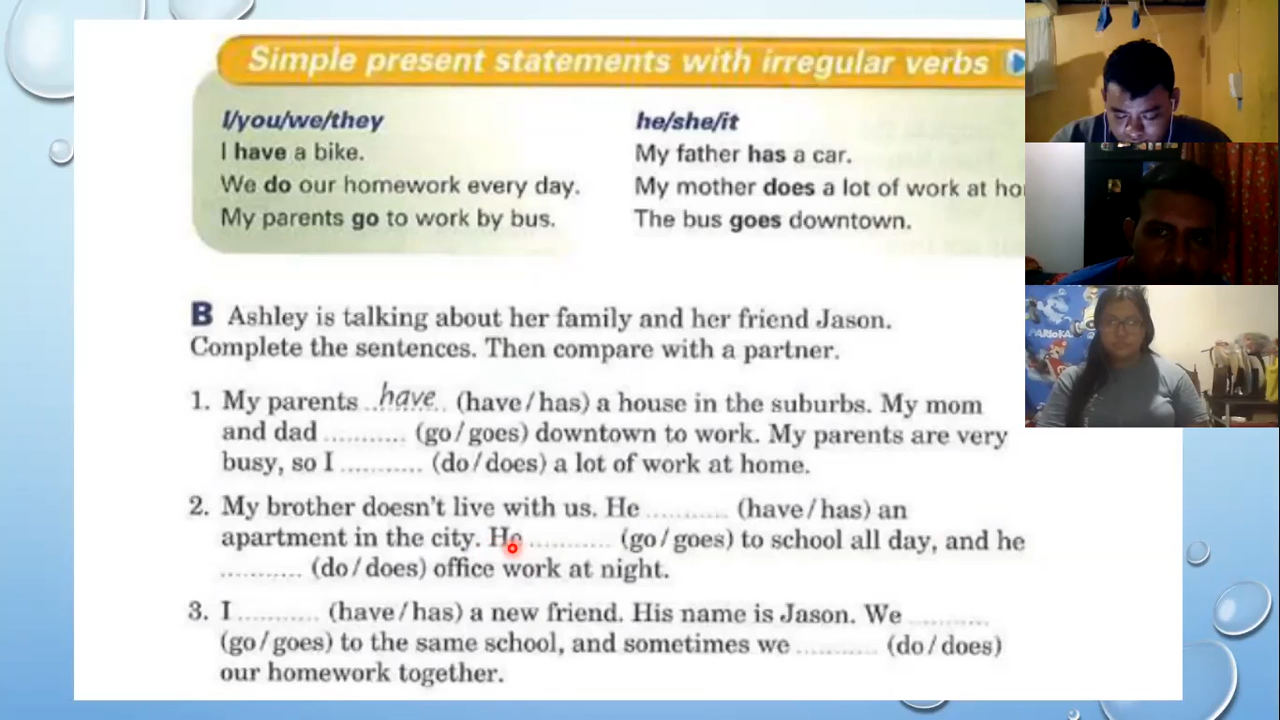 Simple present statements with irregular verbs
I/you/we/they
I have a bike.
We do our homework every day.
My parents go to work by bus.
he/she/it
My father has a car.
My mother does a lot of work at ho
The bus goes downtown.
B Ashley is talking about her family and her friend Jason.
Complete the sentences. Then compare with a partner.
1. My parents ..have.. (have/has) a house in the suburbs. My mom
and dad ........... (go/goes) downtown to work. My parents are very
busy, so I ........... (do/does) a lot of work at home.
2. My brother doesn't live with us. He ........... (have/has) an
apartment in the city. He ........... (go/goes) to school all day, and he
........... (do/does) office work at night.
3. I ........... (have/has) a new friend. His name is Jason. We ...........
(go/goes) to the same school, and sometimes we ........... (do/does)
our homework together.